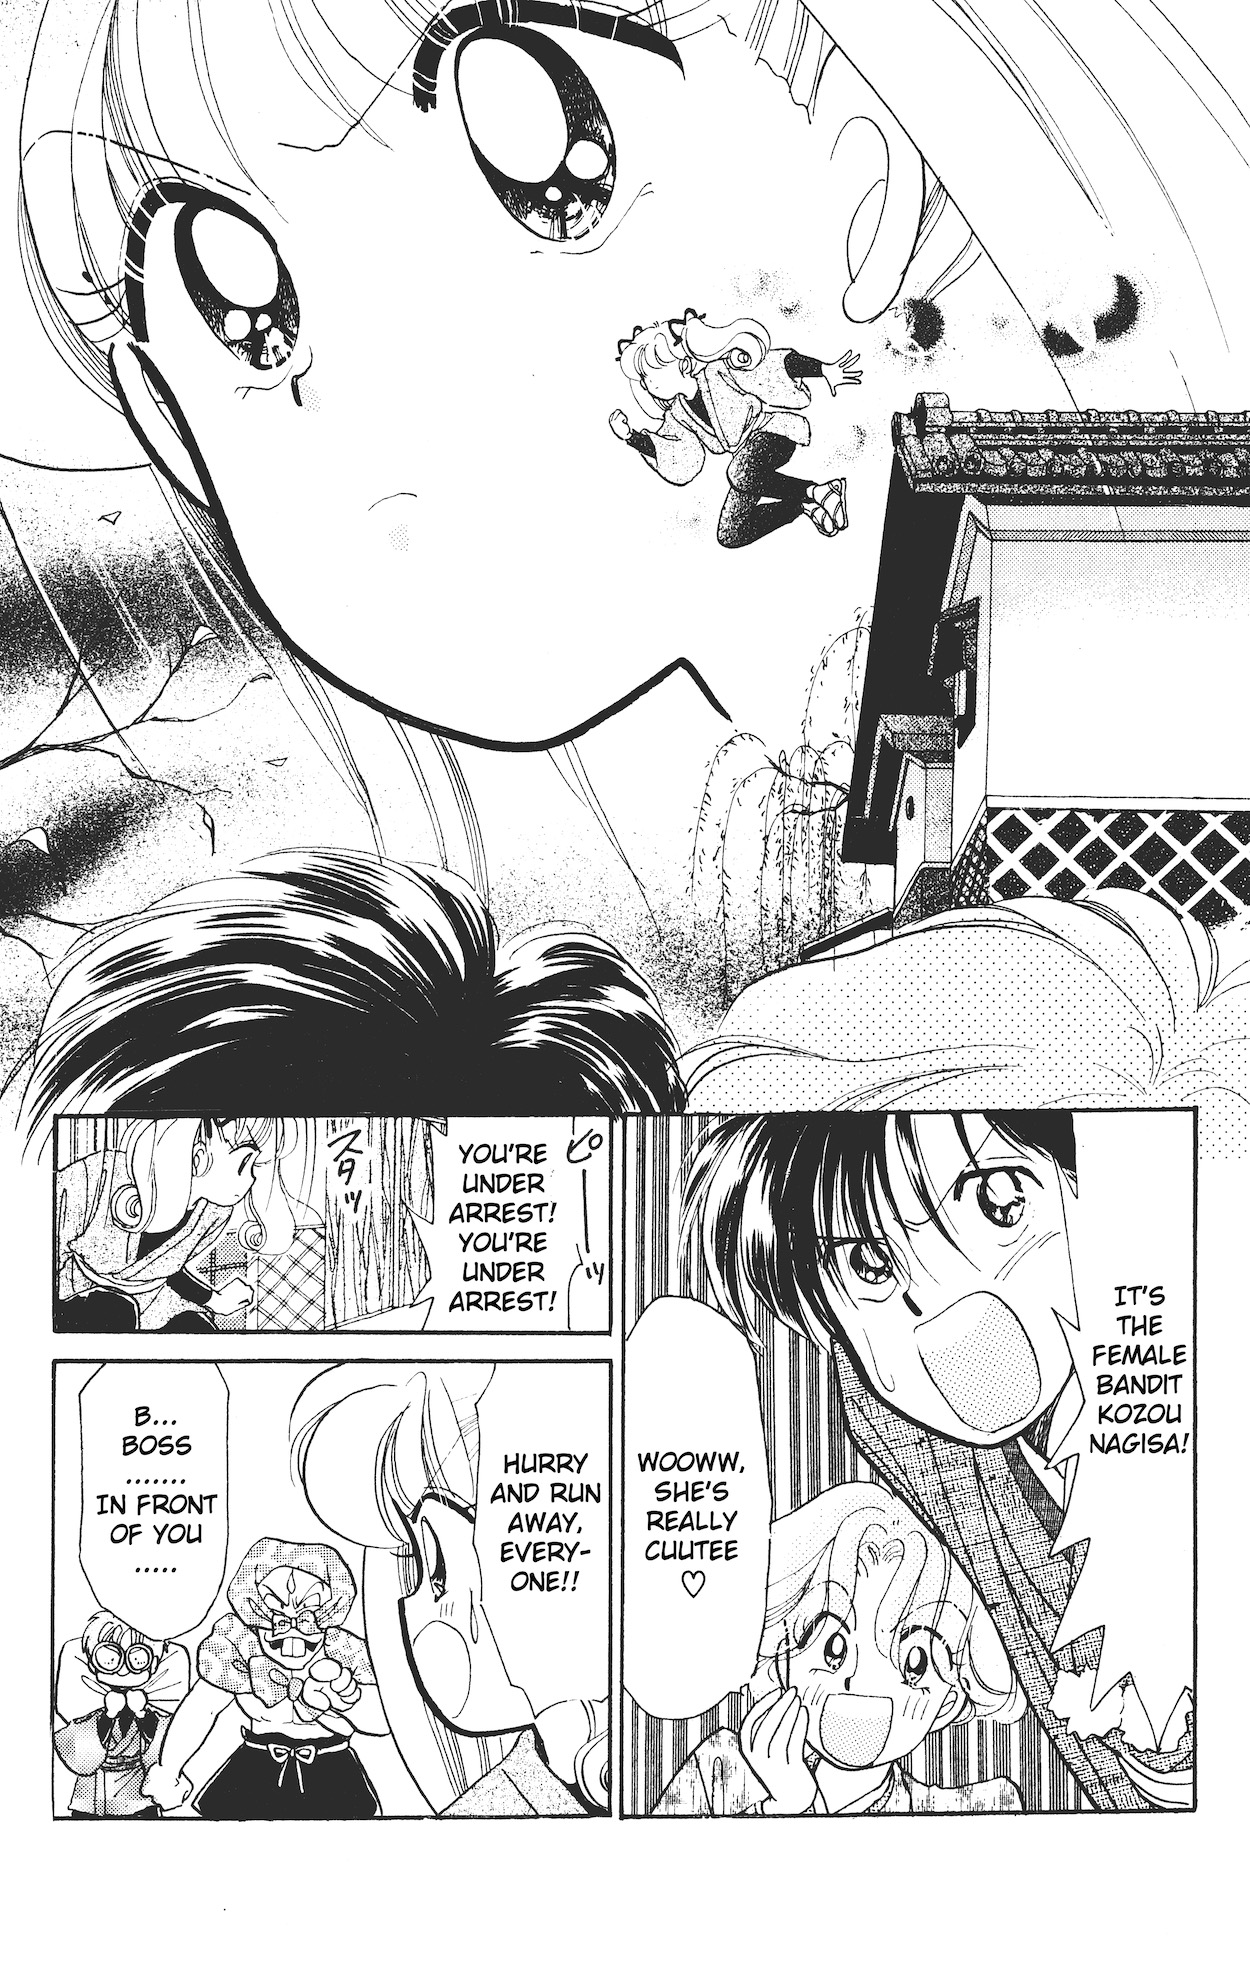 IT'S
THE
FEMALE
BANDIT
KOZOU
NAGISA!
WOOWW,
SHE'S
REALLY
CUUTEE
♡
ピーッ
YOU'RE
UNDER
ARREST!
YOU'RE
UNDER
ARREST!
スタッ
HURRY
AND RUN
AWAY,
EVERY-
ONE!!
B...
BOSS
.......
IN FRONT
OF YOU
.....